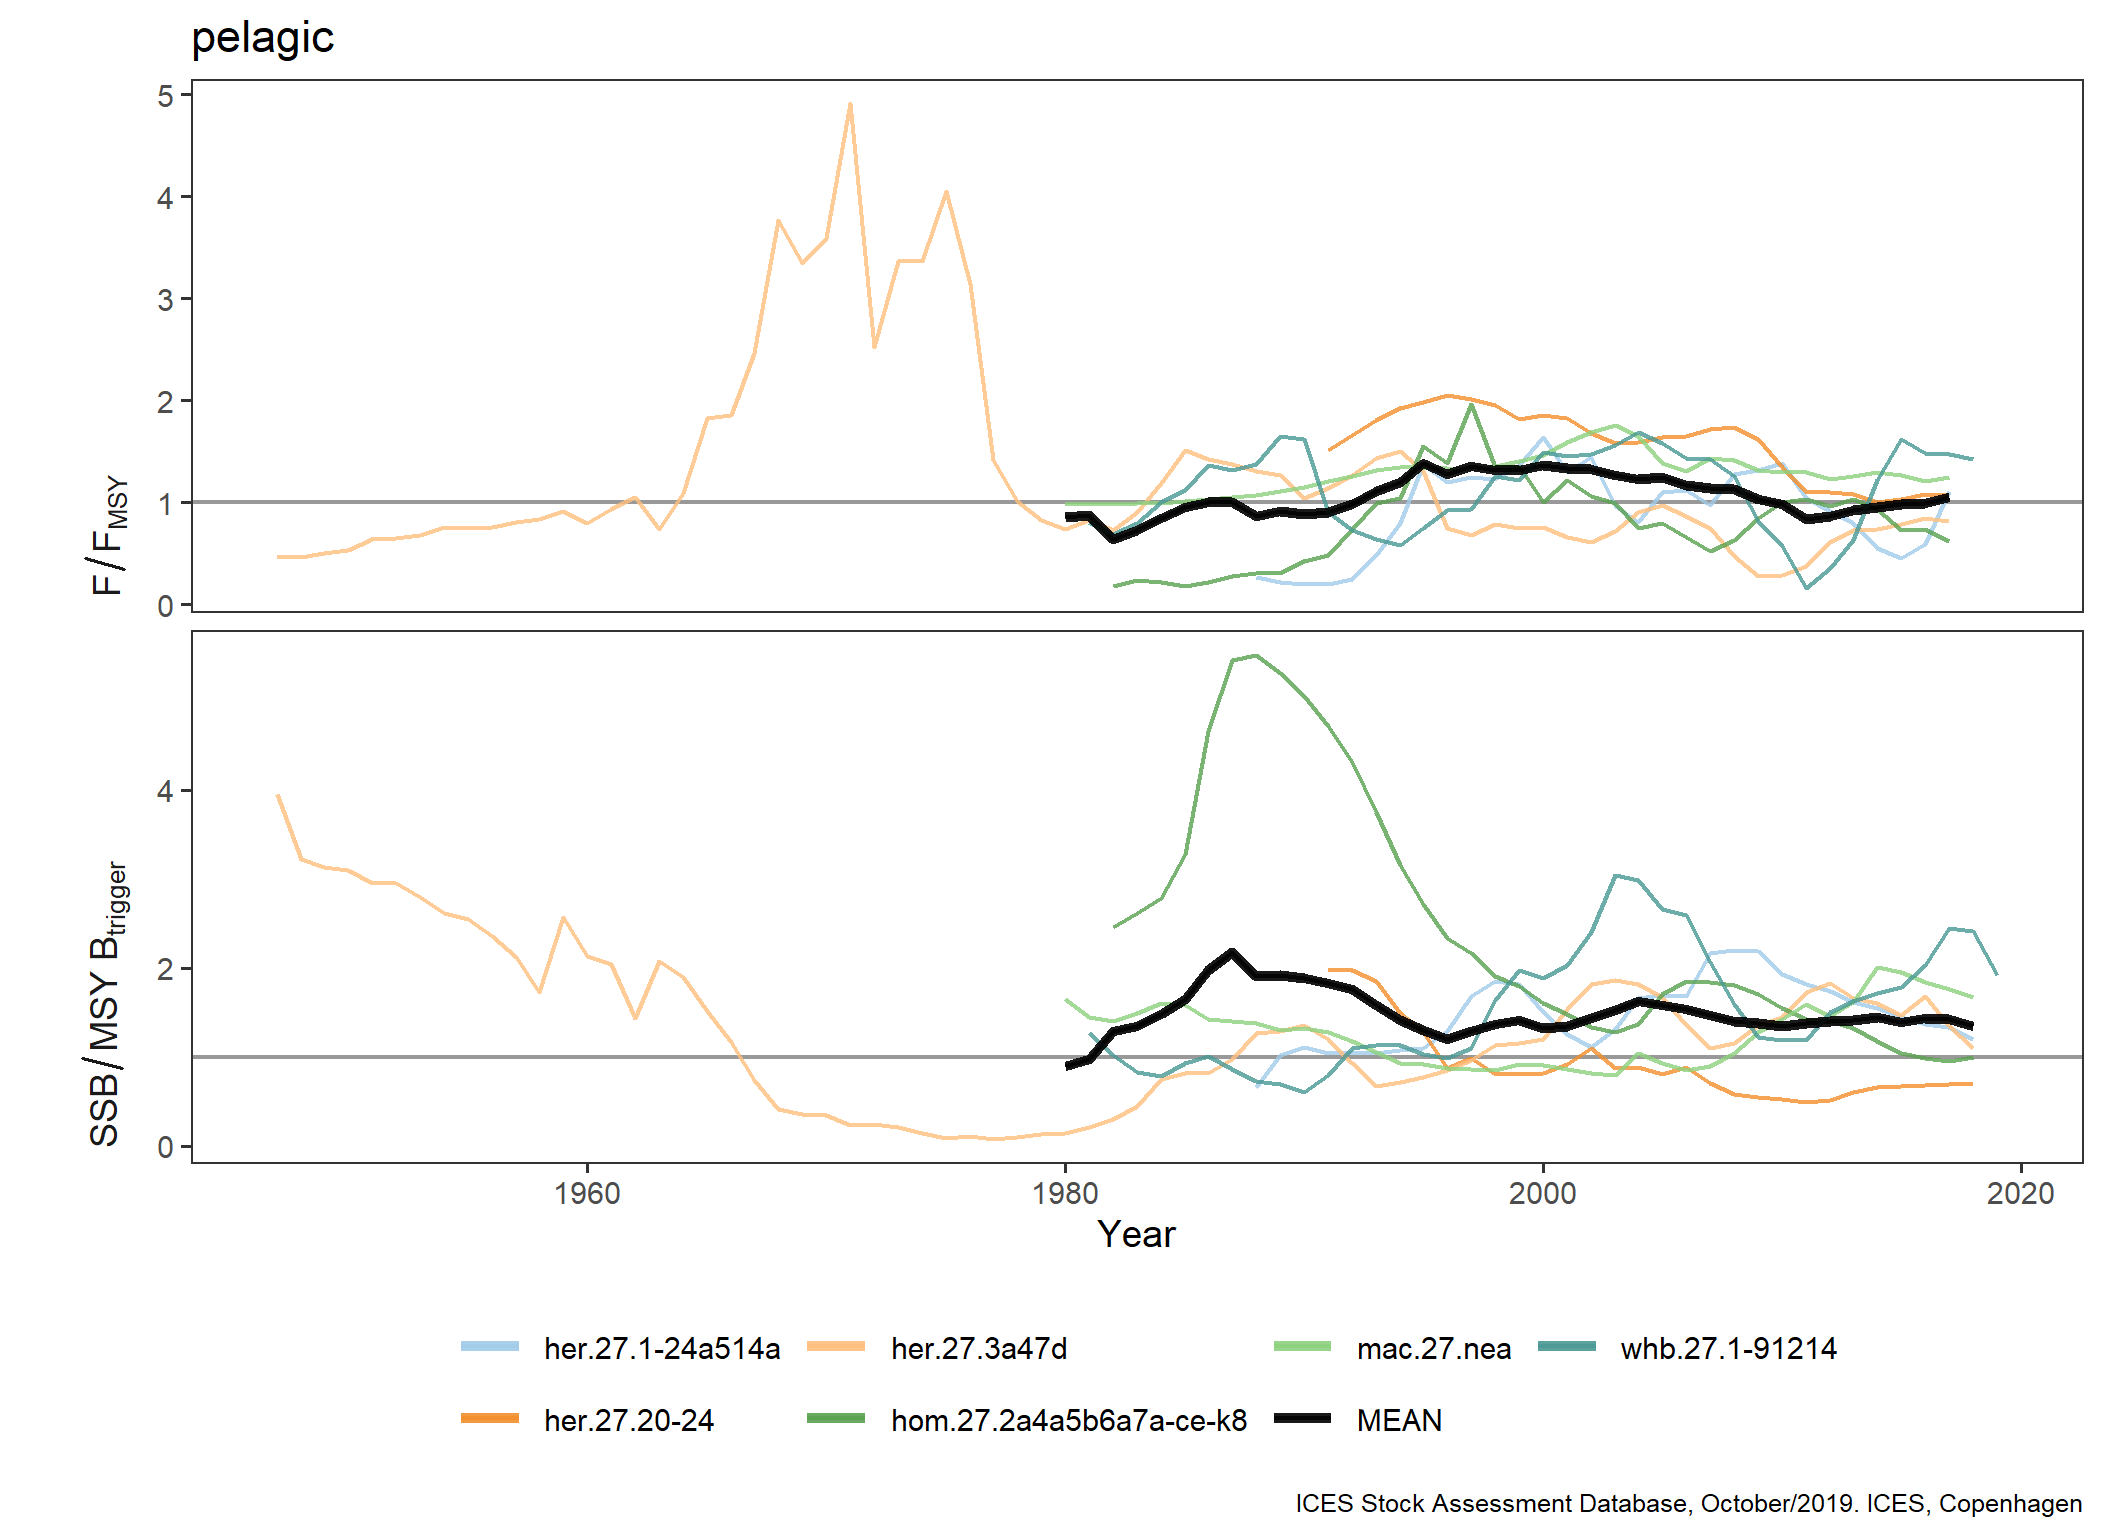 pelagic
5
4
3
2
1
0
F/FMSY
4
2
0
SSB/MSY Btrigger
1960 1980 2000 2020
Year
her.27.1-24a514a her.27.3a47d mac.27.nea whb.27.1-91214
her.27.20-24 hom.27.2a4a5b6a7a-ce-k8 MEAN
ICES Stock Assessment Database, October/2019. ICES, Copenhagen